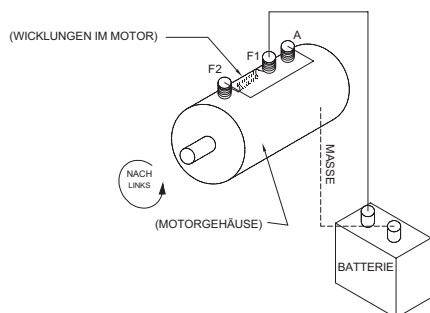 (WICKLUNGEN IM MOTOR)
A
F1
F2
NACH
LINKS
MASSE
(MOTORGEHÄUSE)
BATTERIE